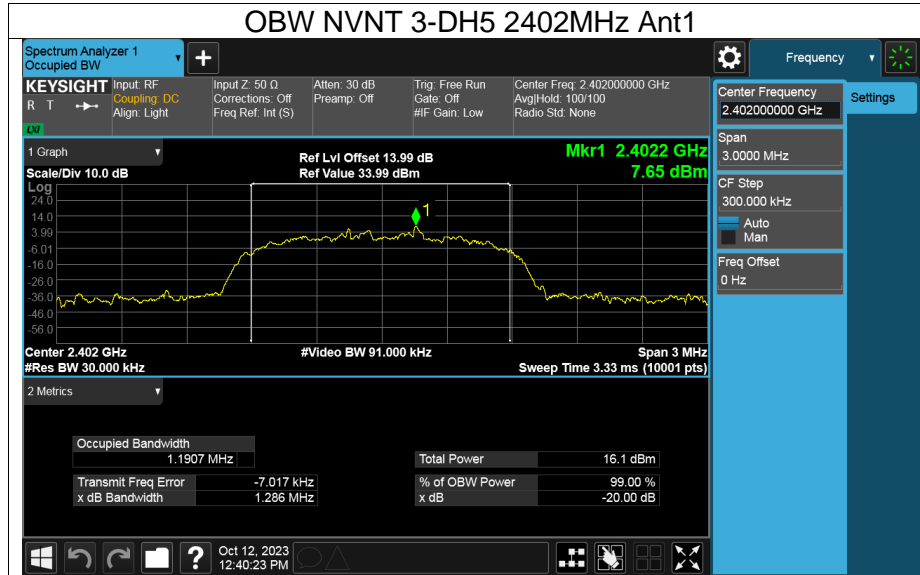 OBW NVNT 3-DH5 2402MHz Ant1
Spectrum Analyzer 1
Occupied BW
+
Frequency
KEYSIGHT
R T
LXI
Input: RF
Coupling: DC
Align: Light
Input Z: 50 Ω
Corrections: Off
Freq Ref: Int (S)
Atten: 30 dB
Preamp: Off
Trig: Free Run
Gate: Off
#IF Gain: Low
Center Freq: 2.402000000 GHz
Avg|Hold: 100/100
Radio Std: None
Center Frequency
2.402000000 GHz
Settings
Span
3.0000 MHz
CF Step
300.000 kHz
Auto
Man
Freq Offset
0 Hz
1 Graph
Scale/Div 10.0 dB
Ref Lvl Offset 13.99 dB
Ref Value 33.99 dBm
Mkr1 2.4022 GHz
7.65 dBm
Log
24.0
14.0
3.99
-6.01
-16.0
-26.0
-36.0
-46.0
-56.0
1
Center 2.402 GHz
#Res BW 30.000 kHz
#Video BW 91.000 kHz
Span 3 MHz
Sweep Time 3.33 ms (10001 pts)
2 Metrics
Occupied Bandwidth
1.1907 MHz
Transmit Freq Error -7.017 kHz
x dB Bandwidth 1.286 MHz
Total Power 16.1 dBm
% of OBW Power 99.00 %
x dB -20.00 dB
?
Oct 12, 2023
12:40:23 PM